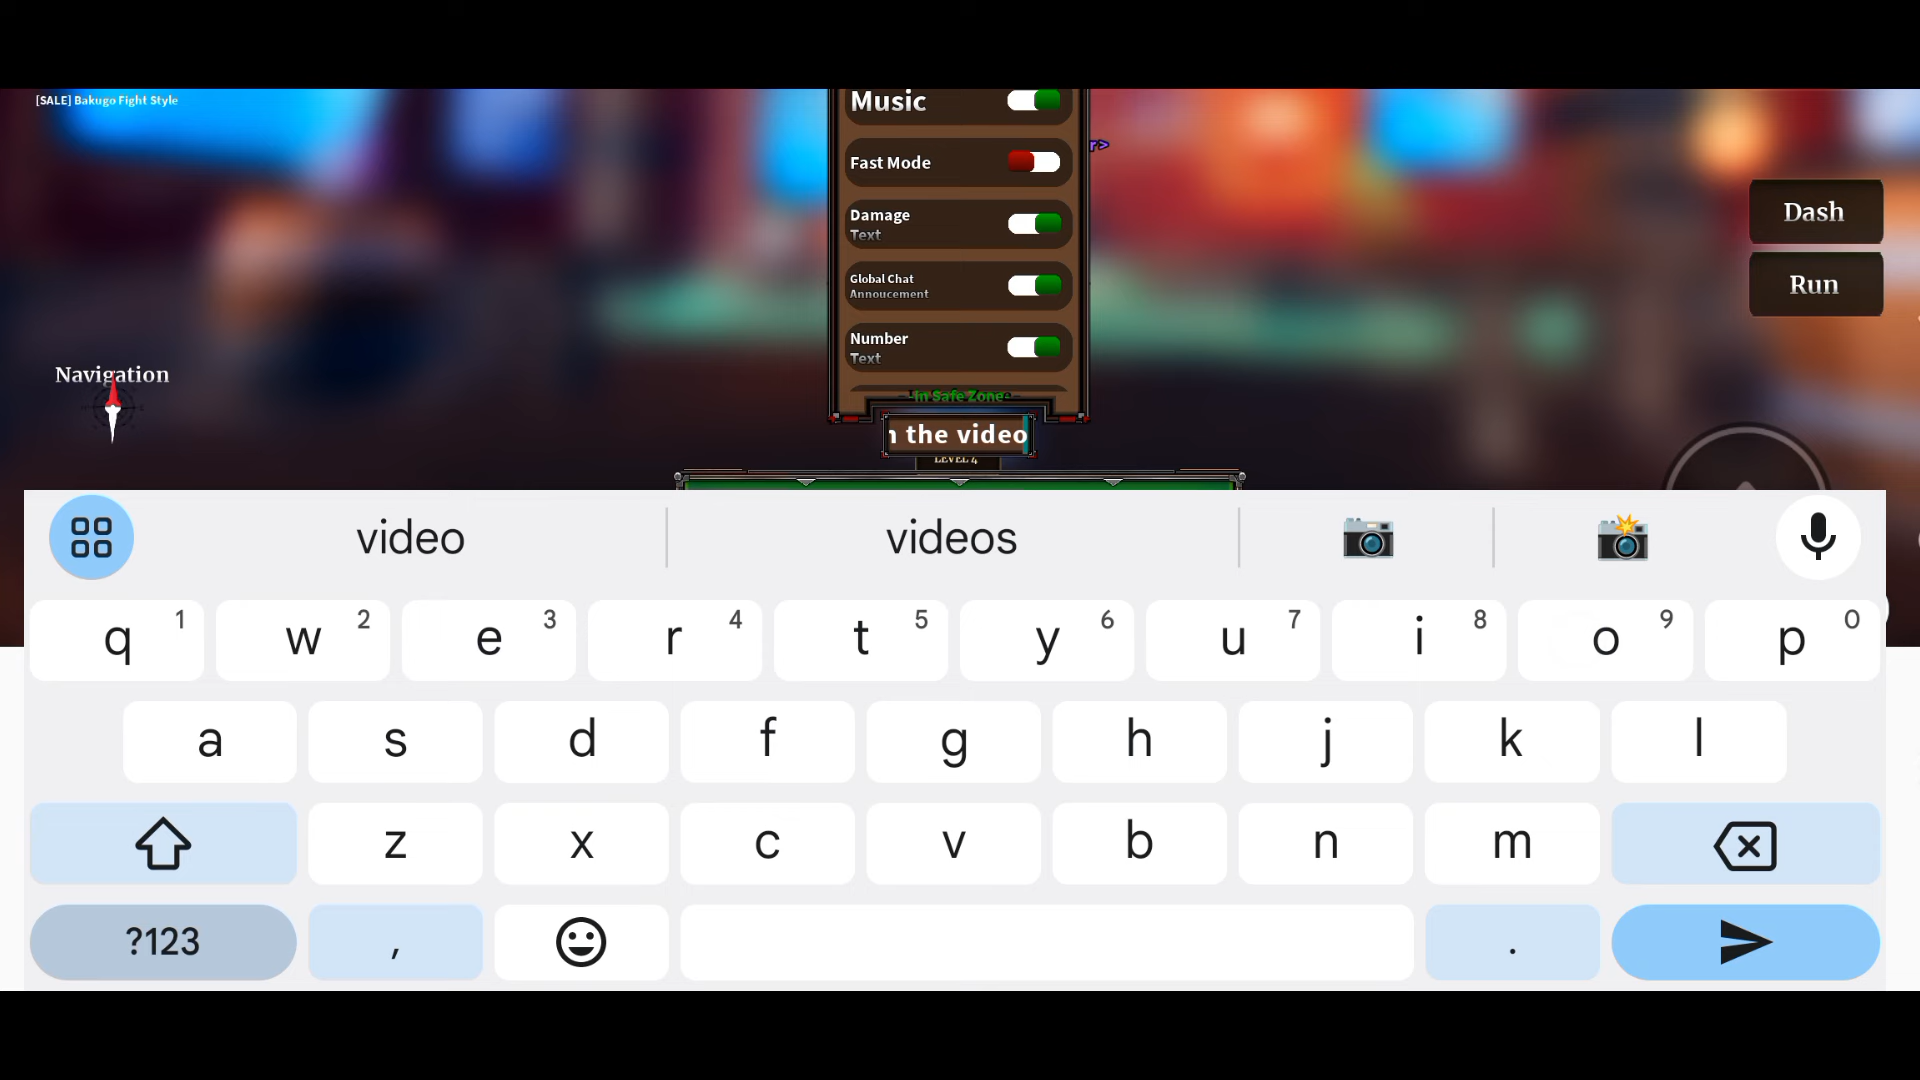 [SALE] Bakugo Fight Style
Music
r>
Fast Mode
Dash
Damage
Text
Run
Global Chat
Annoucement
Number
Text
Navigation
In Safe Zone
the video
LEVEL 4
video
videos
q 1 w 2 e 3 r 4 t 5 y 6 u 7 i 8 o 9 p 0
a s d f g h j k l
z x c v b n m
?123 , .